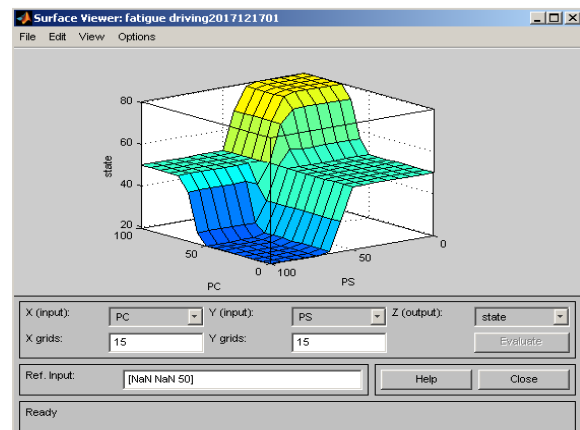 Surface Viewer: fatigue driving2017121701
File Edit View Options
80
60
40
20
state
100
50
0
PC
100
50
0
PS
X (input): PC Y (input): PS Z (output): state
X grids: 15 Y grids: 15 Evaluate
Ref. Input: [NaN NaN 50] Help Close
Ready